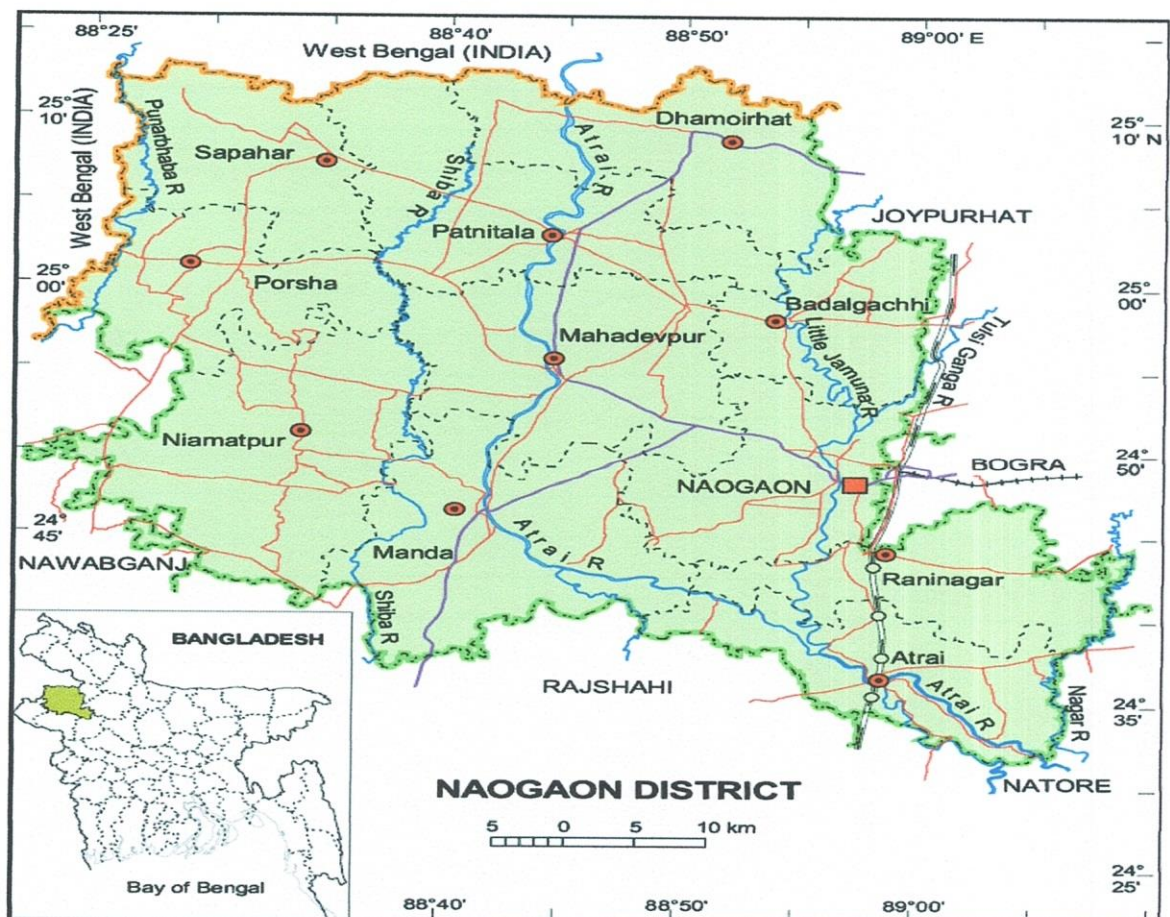 88°25'
88°40'
88°50'
89°00' E
West Bengal (INDIA)
25°
10'
West Bengal (INDIA)
Punarbhaba R
Sapahar
Shiba R
Atrai R
Dhamoirhat
25°
10' N
JOYPURHAT
Patnitala
25°
00'
Porsha
Badalgachhi
25°
00'
Mahadevpur
Little Jamuna R
Tulsi Ganga R
Niamatpur
24°
50'
BOGRA
NAOGAON
24°
45'
Manda
Atrai R
NAWABGANJ
Raninagar
Shiba R
BANGLADESH
Atrai
RAJSHAHI
Atrai R
Nagar R
24°
35'
NATORE
NAOGAON DISTRICT
5 0 5 10 km
24°
25'
Bay of Bengal
88°40'
88°50'
89°00'